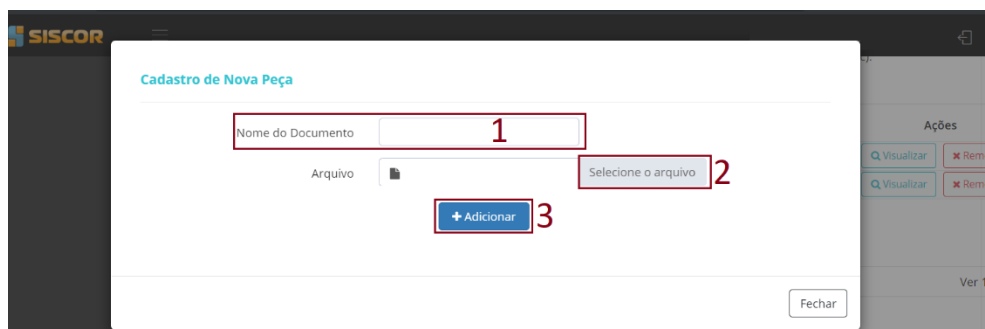 SISCOR
Cadastro de Nova Peça
Ações
Nome do Documento 1
Visualizar Rem
Arquivo Selecione o arquivo 2
Visualizar Rem
+ Adicionar 3
Ver 1
Fechar